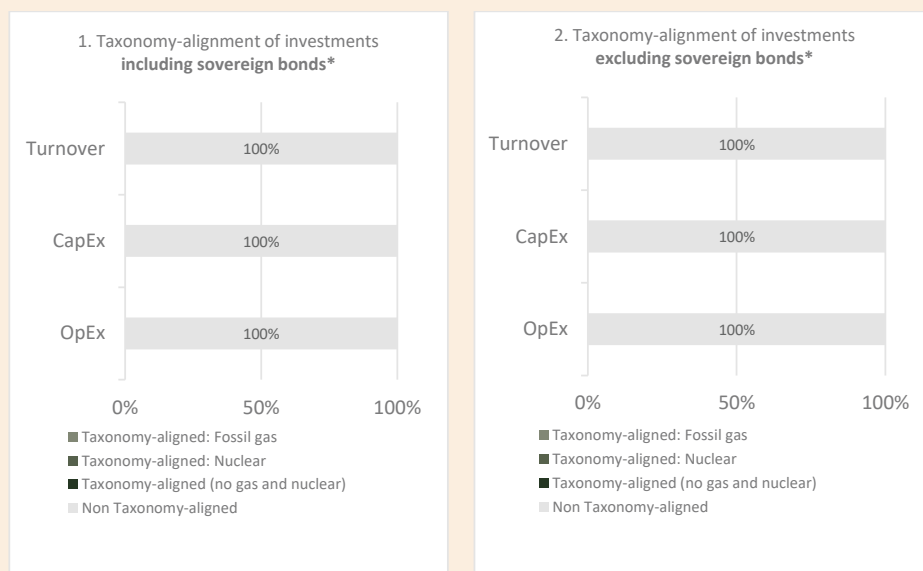 1. Taxonomy-alignment of investments
including sovereign bonds*
Turnover
100%
CapEx
100%
OpEx
100%
0%
50%
100%
Taxonomy-aligned: Fossil gas
Taxonomy-aligned: Nuclear
Taxonomy-aligned (no gas and nuclear)
Non Taxonomy-aligned
2. Taxonomy-alignment of investments
excluding sovereign bonds*
Turnover
100%
CapEx
100%
OpEx
100%
0%
50%
100%
Taxonomy-aligned: Fossil gas
Taxonomy-aligned: Nuclear
Taxonomy-aligned (no gas and nuclear)
Non Taxonomy-aligned